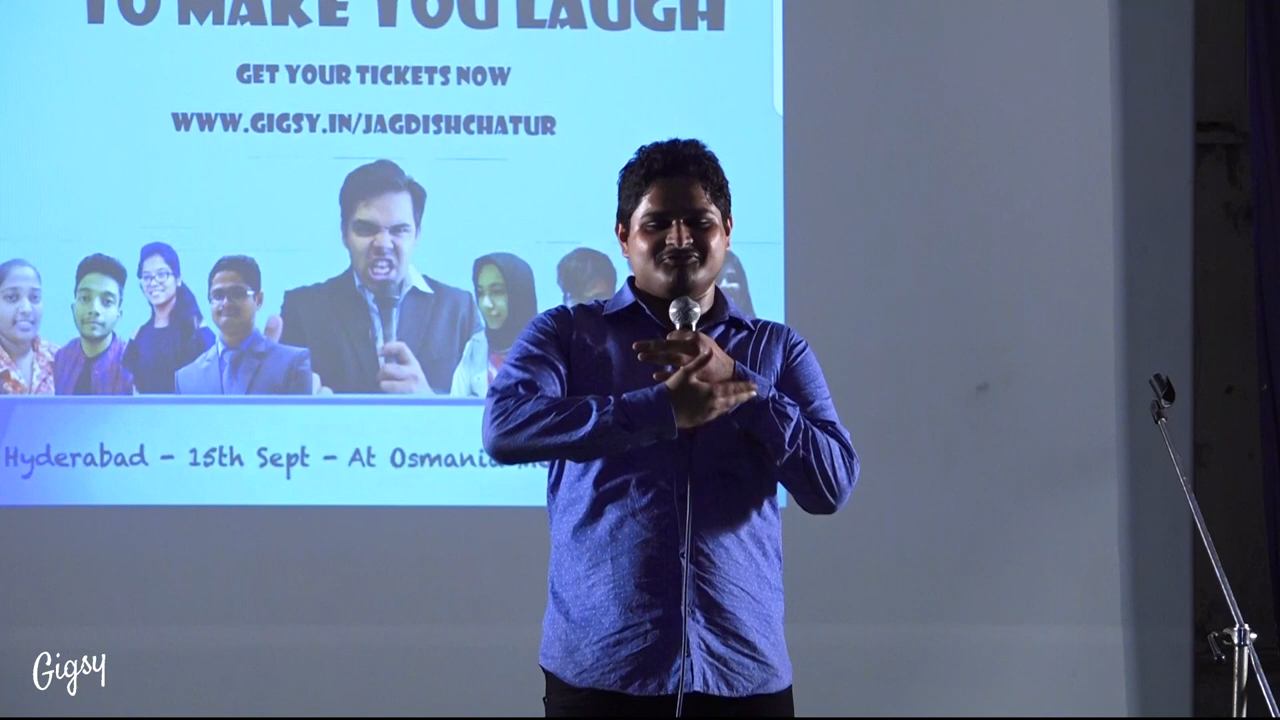 TO MAKE YOU LAUGH
GET YOUR TICKETS NOW
WWW.GIGSY.IN/JAGDISHCHATUR
Hyderabad - 15th Sept - At Osmania
Gigsy